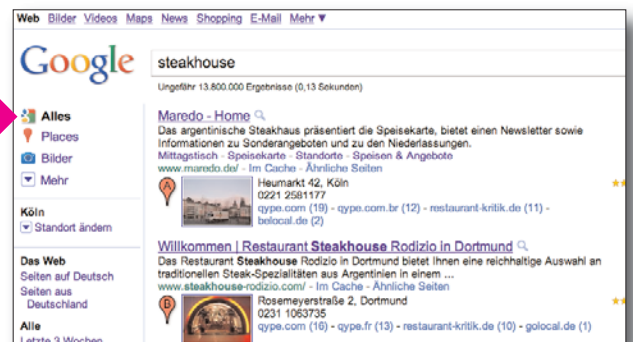 Web Bilder Videos Maps News Shopping E-Mail Mehr ▼
Google
steakhouse
Ungefähr 13.800.000 Ergebnisse (0,13 Sekunden)
Alles
Places
Bilder
Mehr
Köln
Standort ändern
Das Web
Seiten auf Deutsch
Seiten aus
Deutschland
Alle
Letzte 3 Wochen
Maredo - Home
Das argentinische Steakhaus präsentiert die Speisekarte, bietet einen Newsletter sowie
Informationen zu Sonderangeboten und zu den Niederlassungen.
Mittagstisch - Speisekarte - Standorte - Speisen & Angebote
www.maredo.de/ - Im Cache - Ähnliche Seiten
A
Heumarkt 42, Köln
0221 2581177
qype.com (19) - qype.com.br (12) - restaurant-kritik.de (11) -
belocal.de (2)
Willkommen | Restaurant Steakhouse Rodizio in Dortmund
Das Restaurant Steakhouse Rodizio in Dortmund bietet Ihnen eine reichhaltige Auswahl an
traditionellen Steak-Spezialitäten aus Argentinien in einem ...
www.steakhouse-rodizio.com/ - Im Cache - Ähnliche Seiten
B
Rosemeyerstraße 2, Dortmund
0231 1063735
qype.com (16) - qype.fr (13) - restaurant-kritik.de (10) - golocal.de (1)